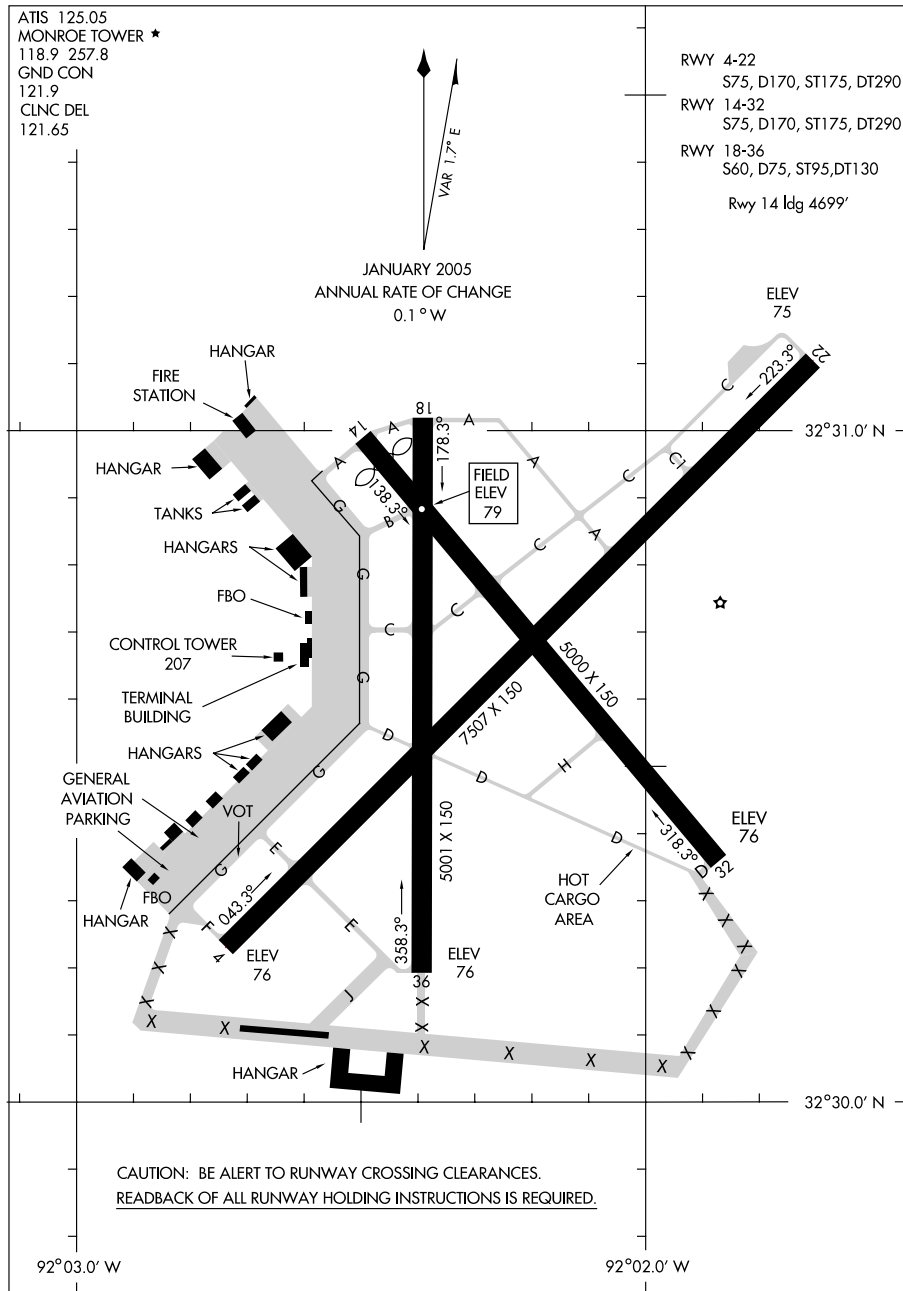 ATIS 125.05
MONROE TOWER
118.9 257.8
GND CON
121.9
CLNC DEL
121.65
RWY 4-22
S75, D170, ST175, DT290
RWY 14-32
S75, D170, ST175, DT290
RWY 18-36
S60, D75, ST95,DT130
Rwy 14 ldg 4699'
VAR 1.7° E
JANUARY 2005
ANNUAL RATE OF CHANGE
0.1° W
ELEV
75
22
223.3°
C
HANGAR
FIRE
STATION
18
14
A
A
178.3°
32°31.0' N
A
A
C1
C
HANGAR
FIELD
ELEV
79
138.3°
TANKS
G
B
A
C
HANGARS
G
FBO
C
C
CONTROL TOWER
207
5000 X 150
TERMINAL
BUILDING
G
7507 X 150
HANGARS
D
G
D
H
GENERAL
AVIATION
PARKING
VOT
5001 X 150
ELEV
76
318.3°
32
D
D
E
G
HOT
CARGO
AREA
FBO
HANGAR
043.3°
358.3°
F
E
X
X
X
4
ELEV
76
ELEV
76
36
X
X
X
J
X
X
X
X
X
X
X
X
X
X
X
HANGAR
32°30.0' N
CAUTION: BE ALERT TO RUNWAY CROSSING CLEARANCES.
READBACK OF ALL RUNWAY HOLDING INSTRUCTIONS IS REQUIRED.
92°03.0' W
92°02.0' W